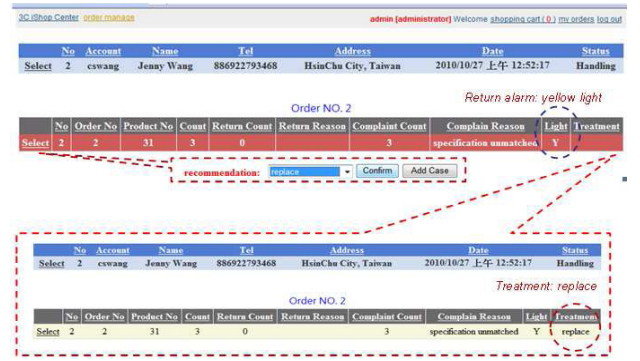 3C iShop Center order manage admin [administrator] Welcome shopping cart ( 0 ) my orders log out
No Account Name Tel Address Date Status
Select 2 cswang Jenny Wang 886922793468 HsinChu City, Taiwan 2010/10/27 上午 12:52:17 Handling
Return alarm: yellow light
Order NO. 2
No Order No Product No Count Return Count Return Reason Complaint Count Complain Reason Light Treatment
Select 2 2 31 3 0 3 specification unmatched Y
recommendation: replace Confirm Add Case
No Account Name Tel Address Date Status
Select 2 cswang Jenny Wang 886922793468 HsinChu City, Taiwan 2010/10/27 上午 12:52:17 Handling
Treatment: replace
Order NO. 2
No Order No Product No Count Return Count Return Reason Complaint Count Complain Reason Light Treatment
Select 2 2 31 3 0 3 specification unmatched Y replace